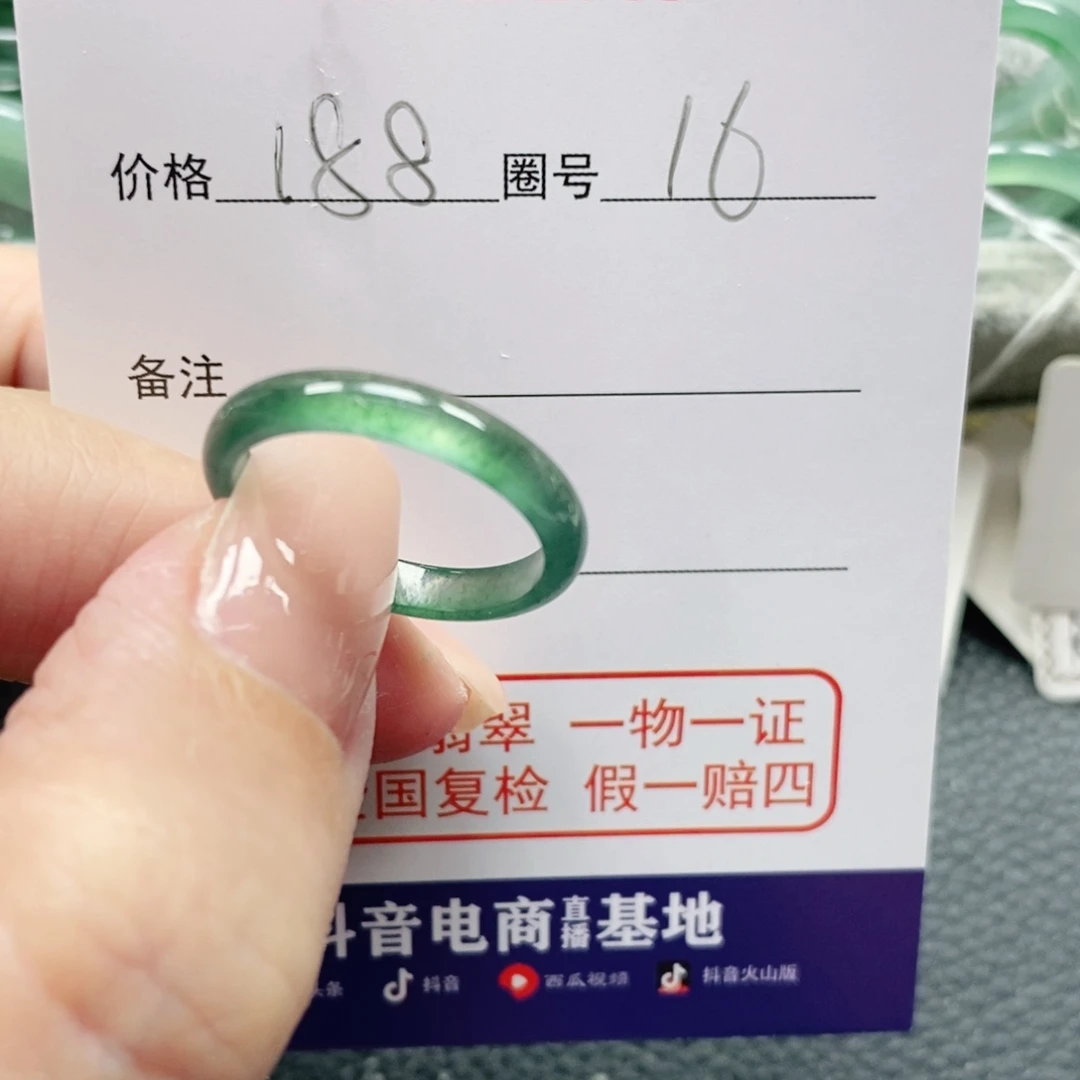 价格 188 圈号 16
备注
翠 一物一证
国复检 假一赔四
抖音电商直播基地
头条 抖音 西瓜视频 抖音火山版